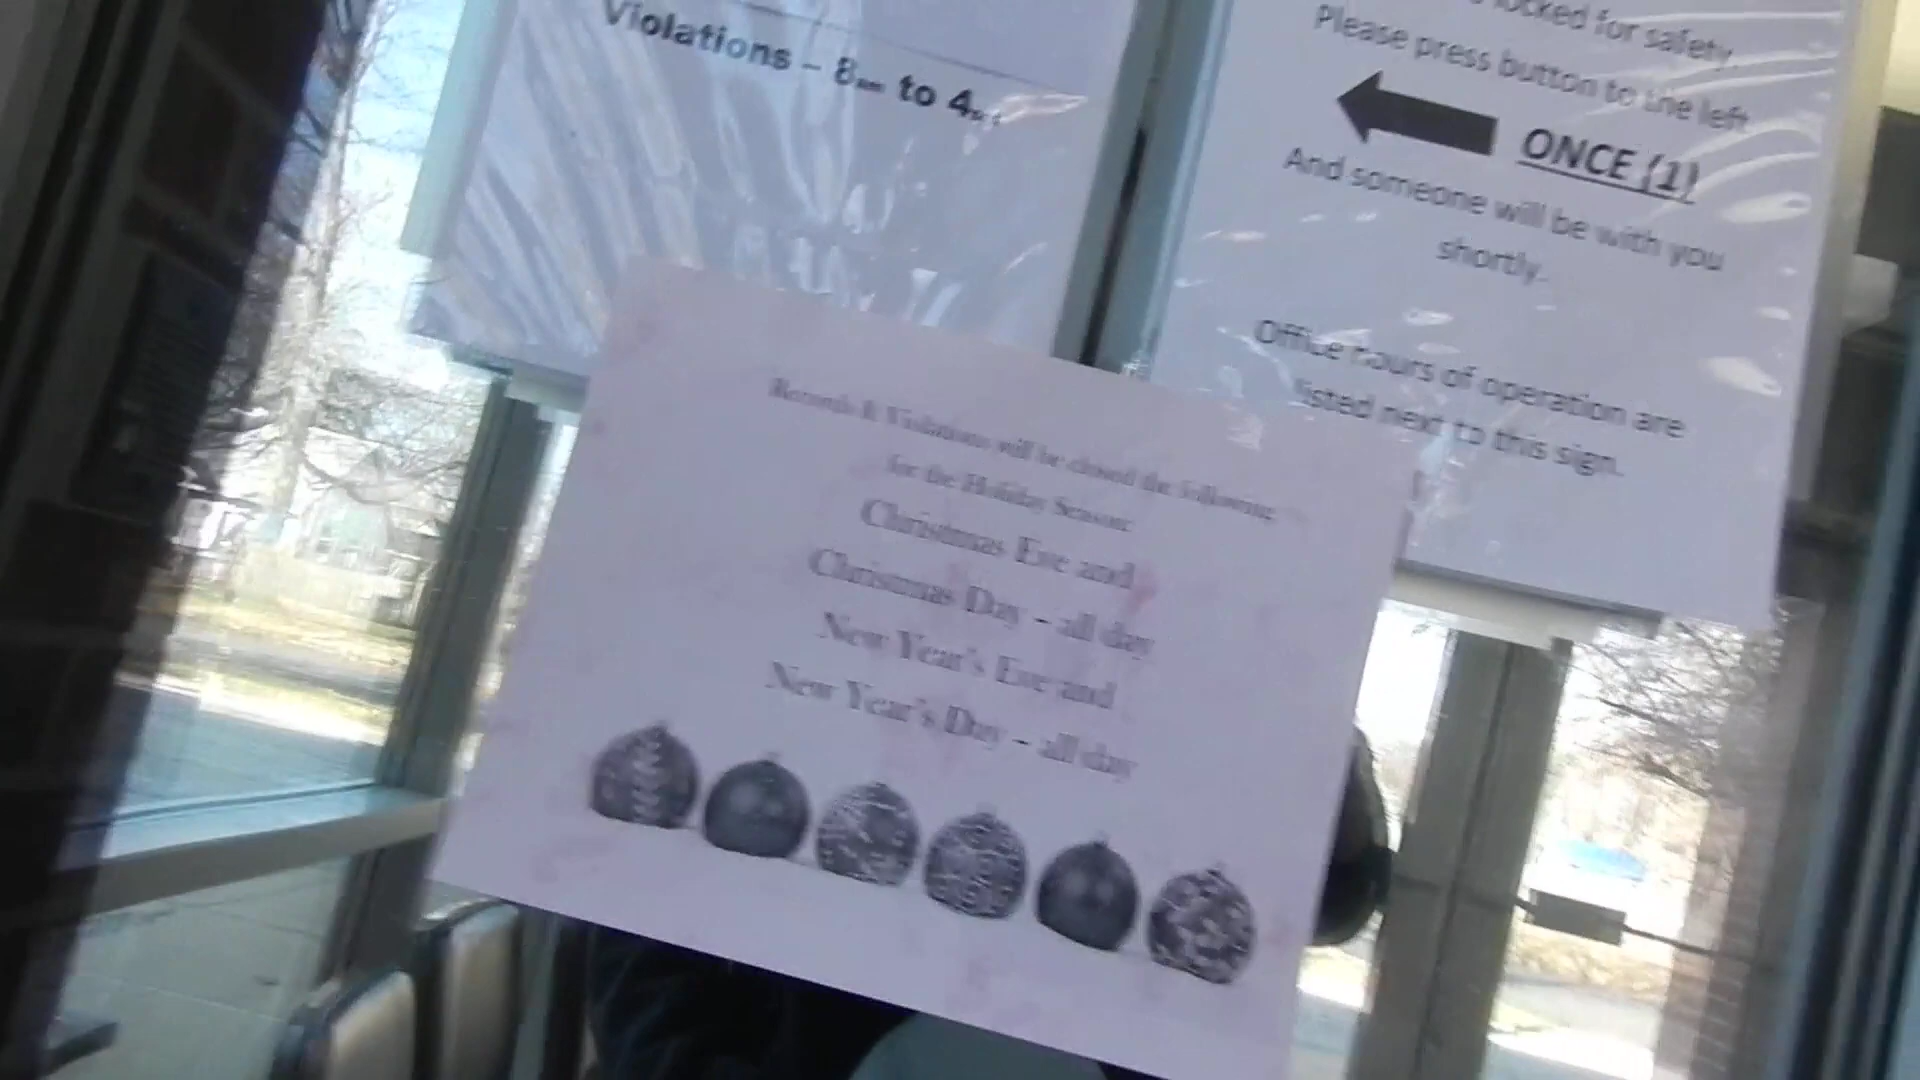 Violations – 8am to 4pm
locked for safety.
Please press button to the left
ONCE (1)
And someone will be with you
shortly.
Office hours of operation are
listed next to this sign.
Records & Violations will be closed the following
for the Holiday Season:
Christmas Eve and
Christmas Day – all day
New Year's Eve and
New Year's Day – all day